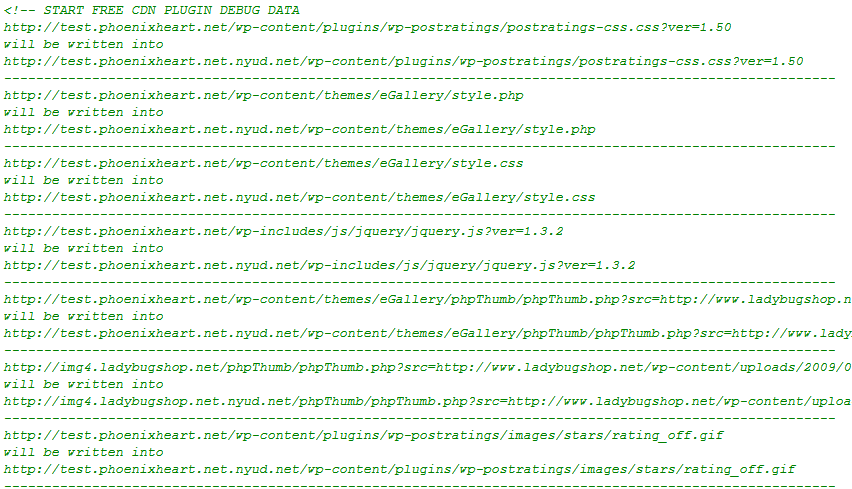 <!-- START FREE CDN PLUGIN DEBUG DATA
http://test.phoenixheart.net/wp-content/plugins/wp-postratings/postratings-css.css?ver=1.50
will be written into
http://test.phoenixheart.net.nyud.net/wp-content/plugins/wp-postratings/postratings-css.css?ver=1.50
--------------------------------------------------------------------------------------------------------
http://test.phoenixheart.net/wp-content/themes/eGallery/style.php
will be written into
http://test.phoenixheart.net.nyud.net/wp-content/themes/eGallery/style.php
--------------------------------------------------------------------------------------------------------
http://test.phoenixheart.net/wp-content/themes/eGallery/style.css
will be written into
http://test.phoenixheart.net.nyud.net/wp-content/themes/eGallery/style.css
--------------------------------------------------------------------------------------------------------
http://test.phoenixheart.net/wp-includes/js/jquery/jquery.js?ver=1.3.2
will be written into
http://test.phoenixheart.net.nyud.net/wp-includes/js/jquery/jquery.js?ver=1.3.2
--------------------------------------------------------------------------------------------------------
http://test.phoenixheart.net/wp-content/themes/eGallery/phpThumb/phpThumb.php?src=http://www.ladybugshop.n
will be written into
http://test.phoenixheart.net.nyud.net/wp-content/themes/eGallery/phpThumb/phpThumb.php?src=http://www.lady
--------------------------------------------------------------------------------------------------------
http://img4.ladybugshop.net/phpThumb/phpThumb.php?src=http://www.ladybugshop.net/wp-content/uploads/2009/0
will be written into
http://img4.ladybugshop.net.nyud.net/phpThumb/phpThumb.php?src=http://www.ladybugshop.net/wp-content/uploa
--------------------------------------------------------------------------------------------------------
http://test.phoenixheart.net/wp-content/plugins/wp-postratings/images/stars/rating_off.gif
will be written into
http://test.phoenixheart.net.nyud.net/wp-content/plugins/wp-postratings/images/stars/rating_off.gif
--------------------------------------------------------------------------------------------------------